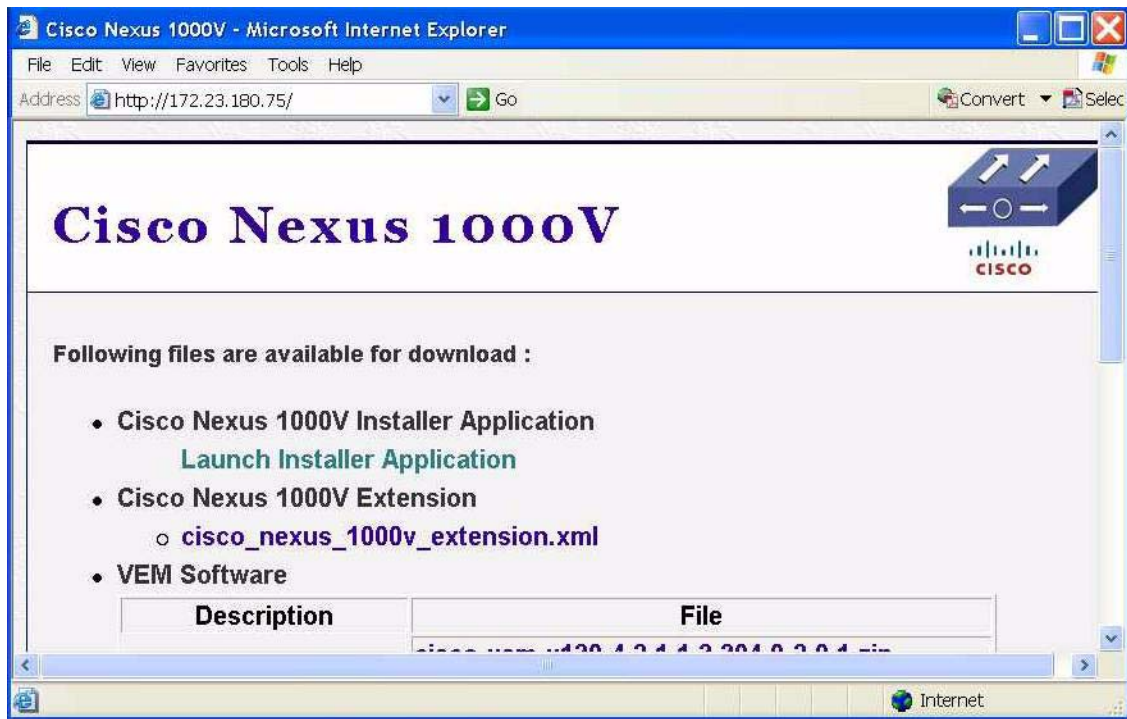 Cisco Nexus 1000V - Microsoft Internet Explorer
File Edit View Favorites Tools Help
Address http://172.23.180.75/ Go Convert Selec
Cisco Nexus 1000V
CISCO
Following files are available for download :
Cisco Nexus 1000V Installer Application
Launch Installer Application
Cisco Nexus 1000V Extension
cisco_nexus_1000v_extension.xml
VEM Software
Description File
Internet